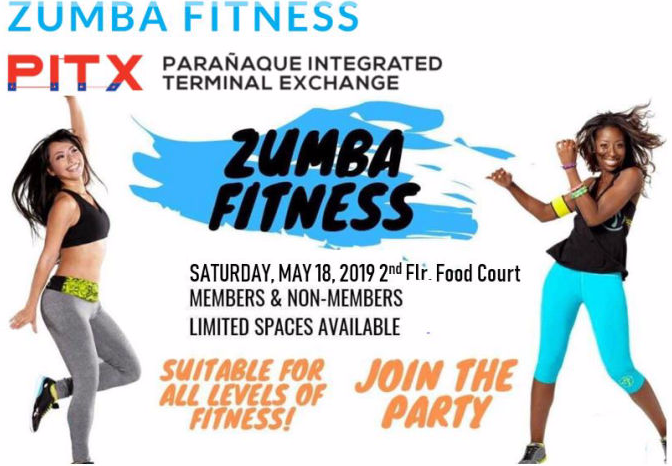 ZUMBA FITNESS
PITX PARAÑAQUE INTEGRATED
TERMINAL EXCHANGE
ZUMBA
FITNESS
SATURDAY, MAY 18, 2019 2nd Flr. Food Court
MEMBERS & NON-MEMBERS
LIMITED SPACES AVAILABLE
SUITABLE FOR
ALL LEVELS OF
FITNESS!
JOIN THE
PARTY